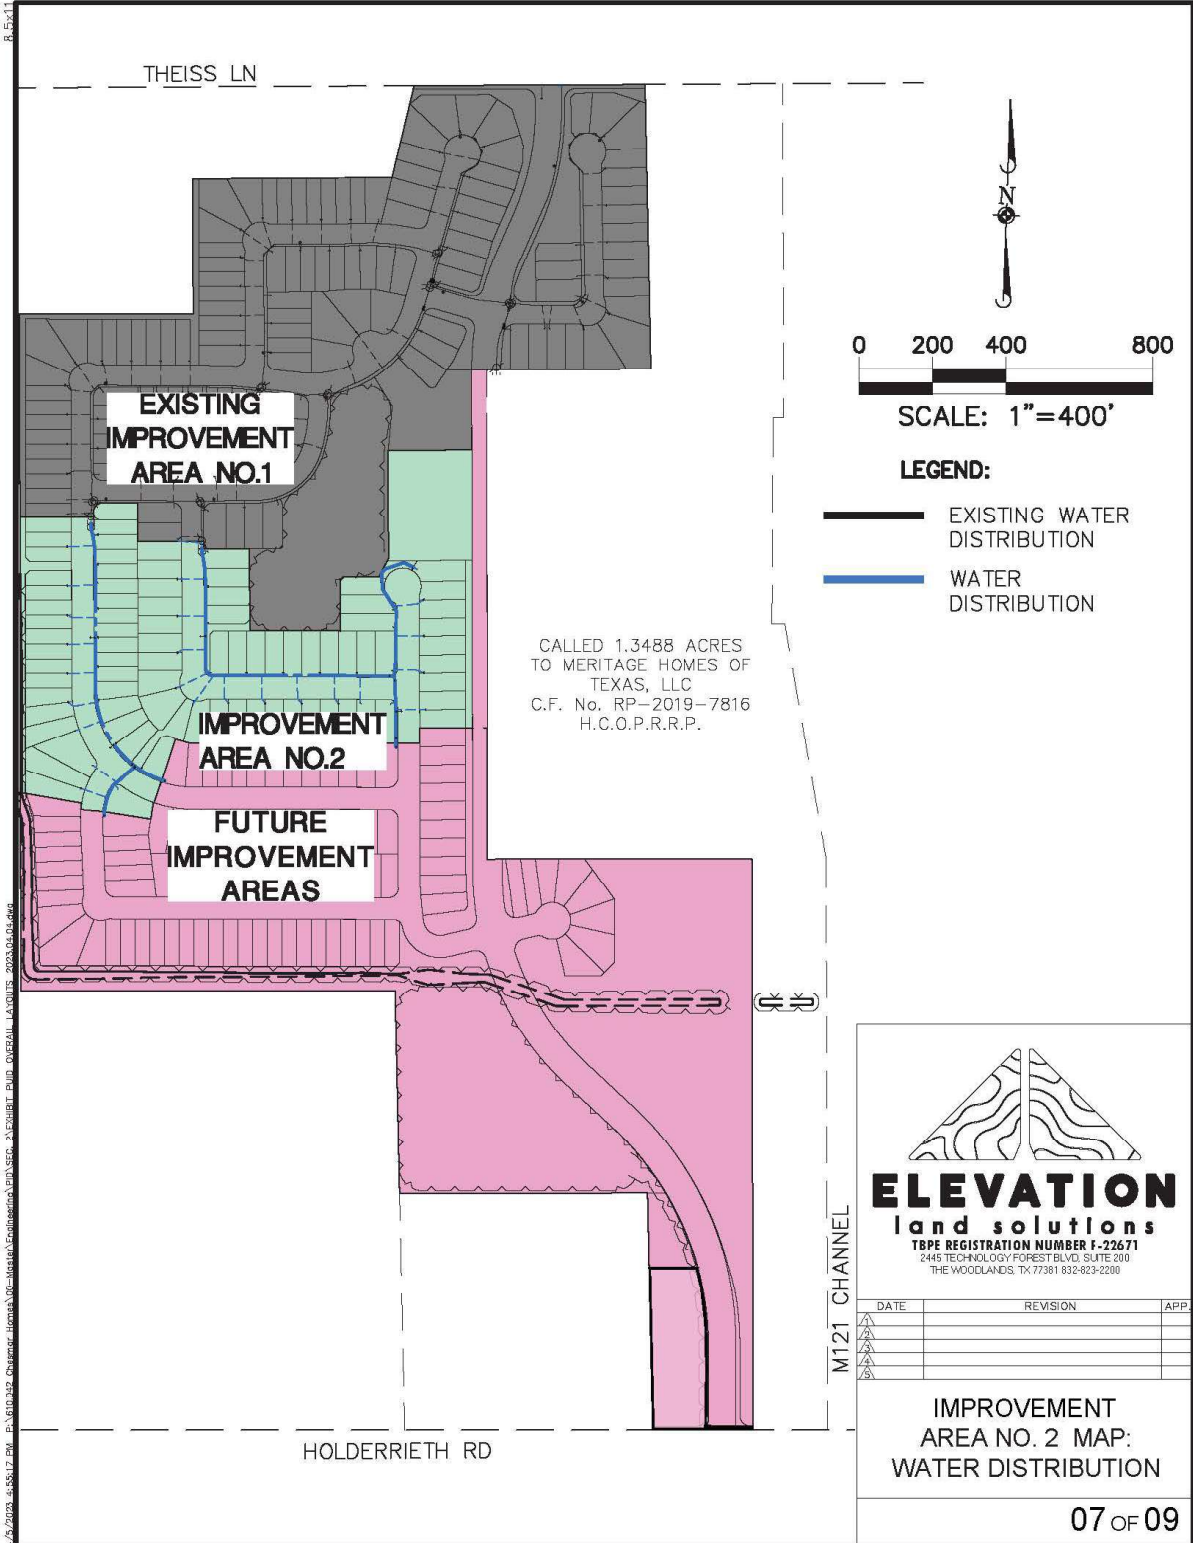 8.5x11
THEISS LN
N
0 200 400 800
SCALE: 1"=400'
LEGEND:
EXISTING WATER
DISTRIBUTION
WATER
DISTRIBUTION
EXISTING
IMPROVEMENT
AREA NO.1
CALLED 1.3488 ACRES
TO MERITAGE HOMES OF
TEXAS, LLC
C.F. No. RP-2019-7816
H.C.O.P.R.R.P.
IMPROVEMENT
AREA NO.2
FUTURE
IMPROVEMENT
AREAS
M121 CHANNEL
HOLDERRIETH RD
ELEVATION
land solutions
TBPE REGISTRATION NUMBER F-22671
2445 TECHNOLOGY FOREST BLVD, SUITE 200
THE WOODLANDS, TX 77381 832-823-2200
DATE REVISION APP.
1
2
3
4
5
IMPROVEMENT
AREA NO. 2 MAP:
WATER DISTRIBUTION
07 OF 09